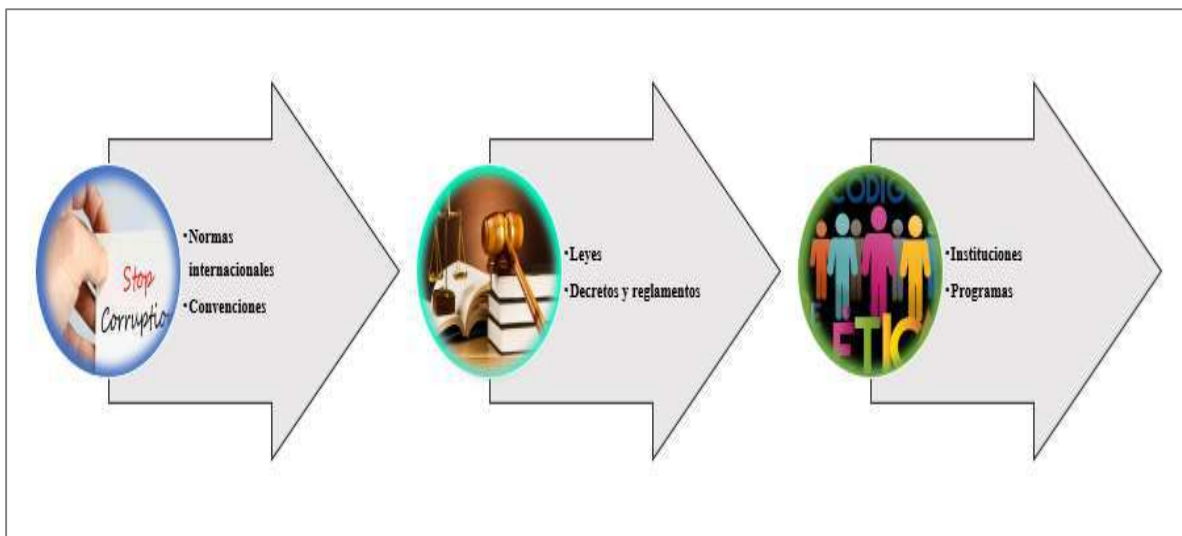 Stop
Corruptio
•Normas
internacionales
•Convenciones
•Leyes
•Decretos y reglamentos
CODIG
ETIC
•Instituciones
•Programas